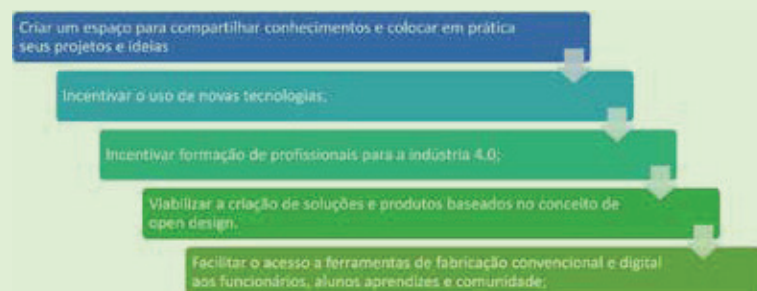 Criar um espaço para compartilhar conhecimentos e colocar em prática
seus projetos e ideias
Incentivar o uso de novas tecnologias;
Incentivar formação de profissionais para a indústria 4.0;
Viabilizar a criação de soluções e produtos baseados no conceito de
open design.
Facilitar o acesso a ferramentas de fabricação convencional e digital
aos funcionários, alunos aprendizes e comunidade;